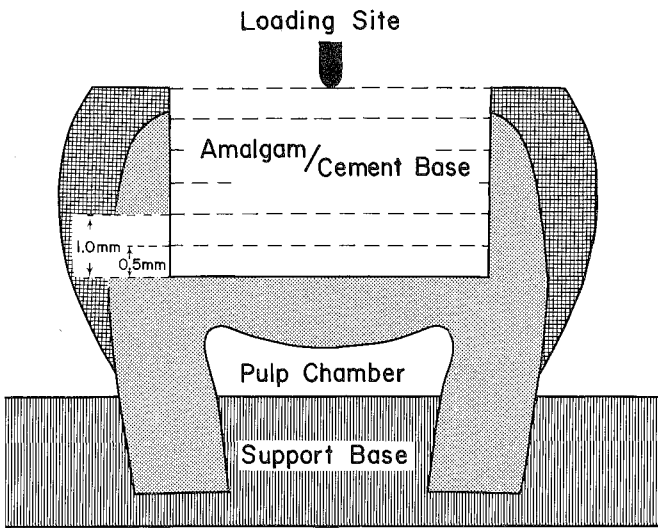 Loading Site
Amalgam/
Cement Base
1.0mm
0.5mm
Pulp Chamber
Support Base